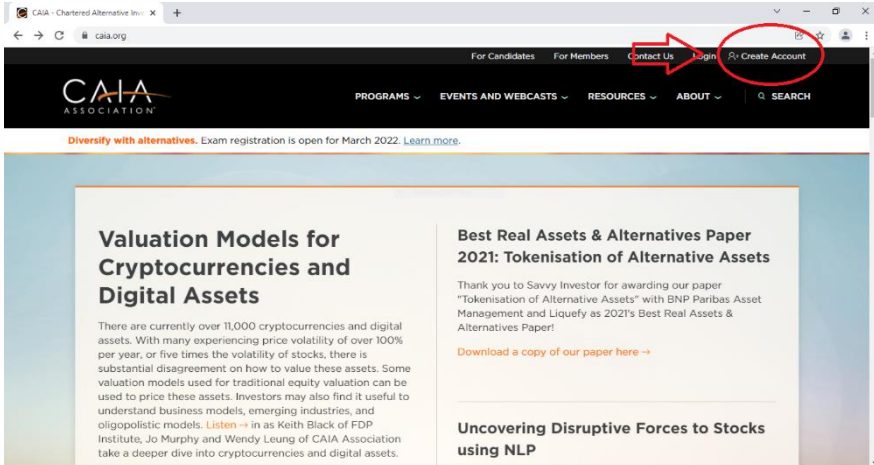 CAIA - Chartered Alternative Inv
caia.org
For Candidates For Members Contact Us Login Create Account
CAIA
ASSOCIATION
PROGRAMS EVENTS AND WEBCASTS RESOURCES ABOUT SEARCH
Diversify with alternatives. Exam registration is open for March 2022. Learn more.
Valuation Models for
Cryptocurrencies and
Digital Assets
There are currently over 11,000 cryptocurrencies and digital
assets. With many experiencing price volatility of over 100%
per year, or five times the volatility of stocks, there is
substantial disagreement on how to value these assets. Some
valuation models used for traditional equity valuation can be
used to price these assets. Investors may also find it useful to
understand business models, emerging industries, and
oligopolistic models. Listen → in as Keith Black of FDP
Institute, Jo Murphy and Wendy Leung of CAIA Association
take a deeper dive into cryptocurrencies and digital assets.
Best Real Assets & Alternatives Paper
2021: Tokenisation of Alternative Assets
Thank you to Savvy Investor for awarding our paper
"Tokenisation of Alternative Assets" with BNP Paribas Asset
Management and Liquefy as 2021's Best Real Assets &
Alternatives Paper!
Download a copy of our paper here →
Uncovering Disruptive Forces to Stocks
using NLP